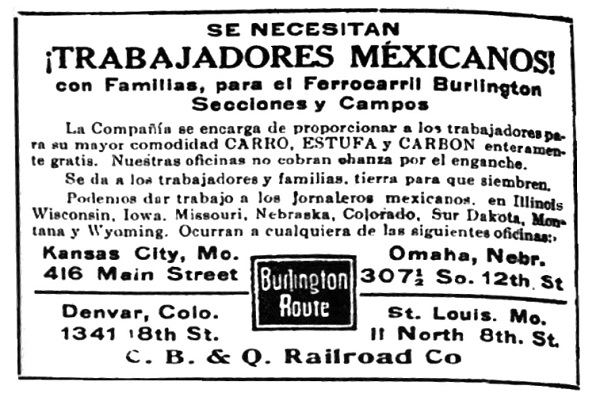 SE NECESITAN
¡TRABAJADORES MÉXICANOS!
con Familias, para el Ferrocarril Burlington
Secciones y Campos
La Compañía se encarga de proporcionar a los trabajadores pa-
ra su mayor comodidad CARRO, ESTUFA y CARBON enteramen-
te gratis. Nuestras oficinas no cobran chanza por el enganche.
Se da a los trabajadores y familias, tierra para que siembren.
Podemos dar trabajo a los Jornaleros mexicanos, en Illinois
Wisconsin, Iowa, Missouri, Nebraska, Colorado, Sur Dakota, Mon-
tana y Wyoming. Ocurran a cualquiera de las siguientes oficinas:
Kansas City, Mo.
416 Main Street
Omaha, Nebr.
307½ So. 12th St
Burlington
Route
Denvar, Colo.
1341 18th St.
St. Louis. Mo.
11 North 8th. St.
C. B. & Q. Railroad Co